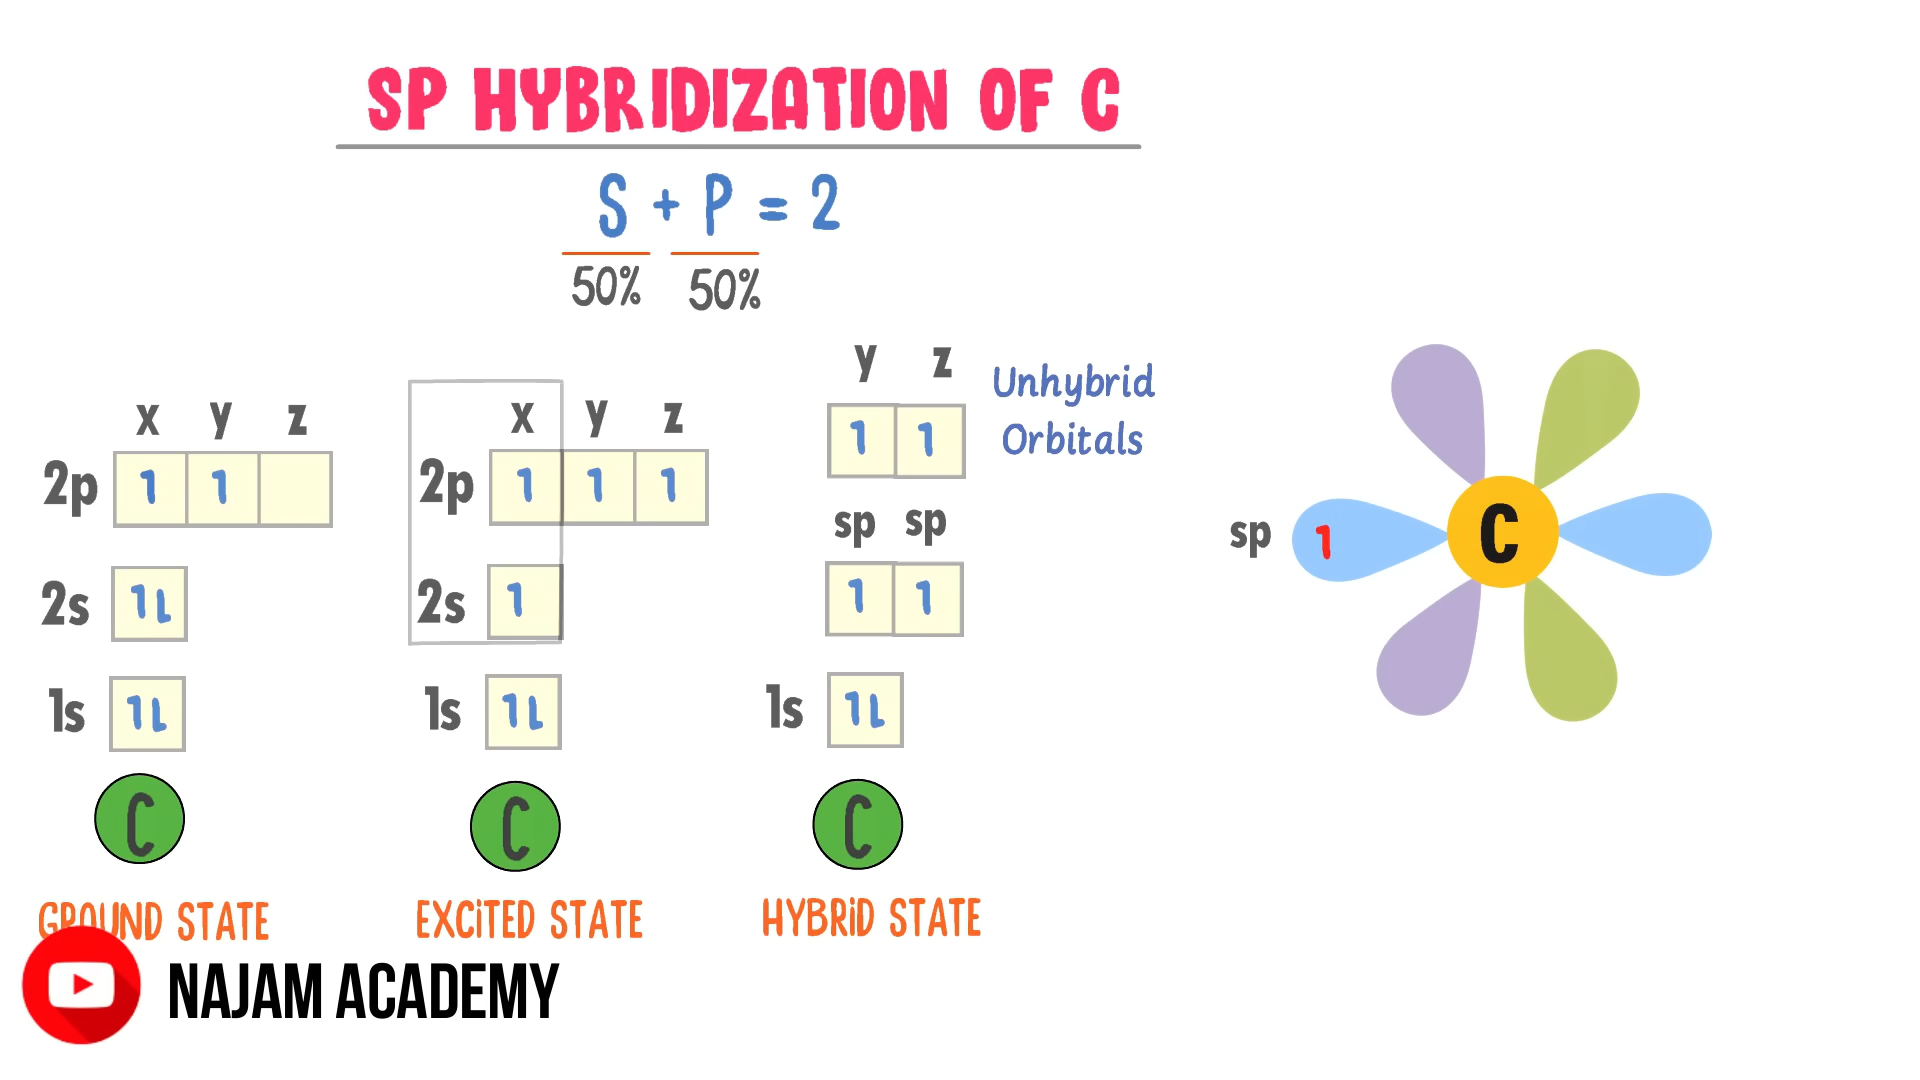 SP HYBRIDIZATION OF C
S + P = 2
50% 50%
x y z
2p 1 1
2s 1L
1s 1L
C
GROUND STATE
x y z
2p 1 1 1
2s 1
1s 1L
C
EXCITED STATE
y z
1 1
Unhybrid
Orbitals
sp sp
1 1
1s 1L
C
HYBRID STATE
sp 1 C
NAJAM ACADEMY